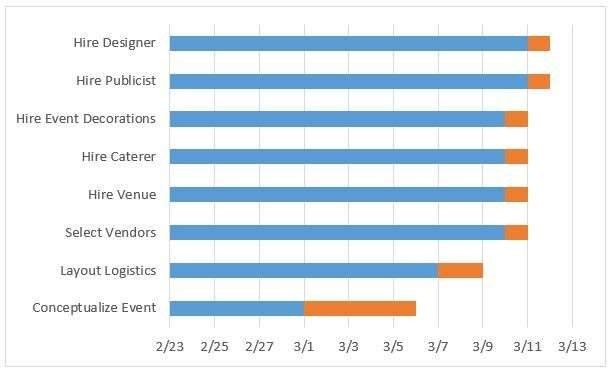 Hire Designer
Hire Publicist
Hire Event Decorations
Hire Caterer
Hire Venue
Select Vendors
Layout Logistics
Conceptualize Event
2/23 2/25 2/27 3/1 3/3 3/5 3/7 3/9 3/11 3/13